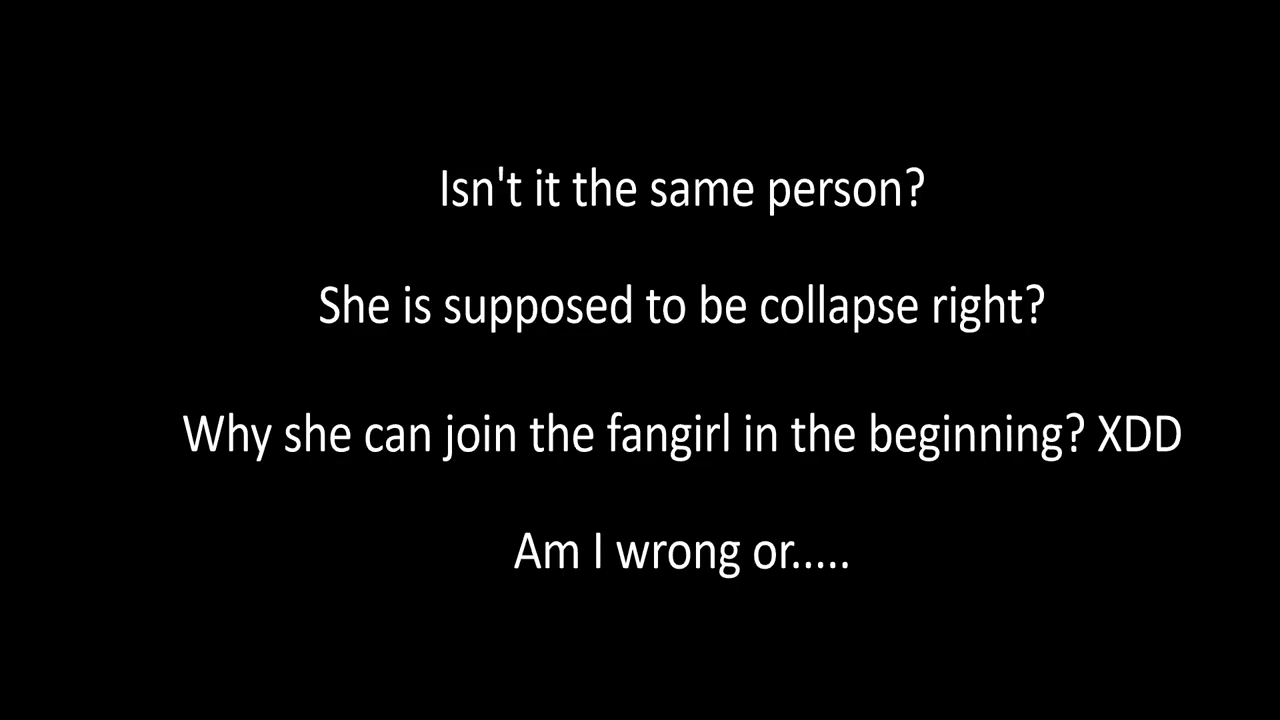 Isn't it the same person?
She is supposed to be collapse right?
Why she can join the fangirl in the beginning? XDD
Am I wrong or.....